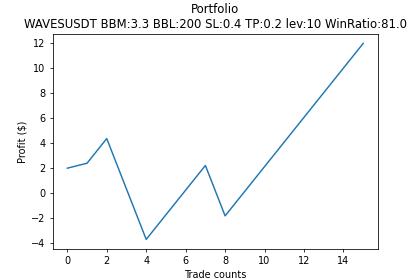 Portfolio
WAVESUSDT BBM:3.3 BBL:200 SL:0.4 TP:0.2 lev:10 WinRatio:81.0
12
10
8
6
4
2
0
−2
−4
Profit ($)
0 2 4 6 8 10 12 14
Trade counts